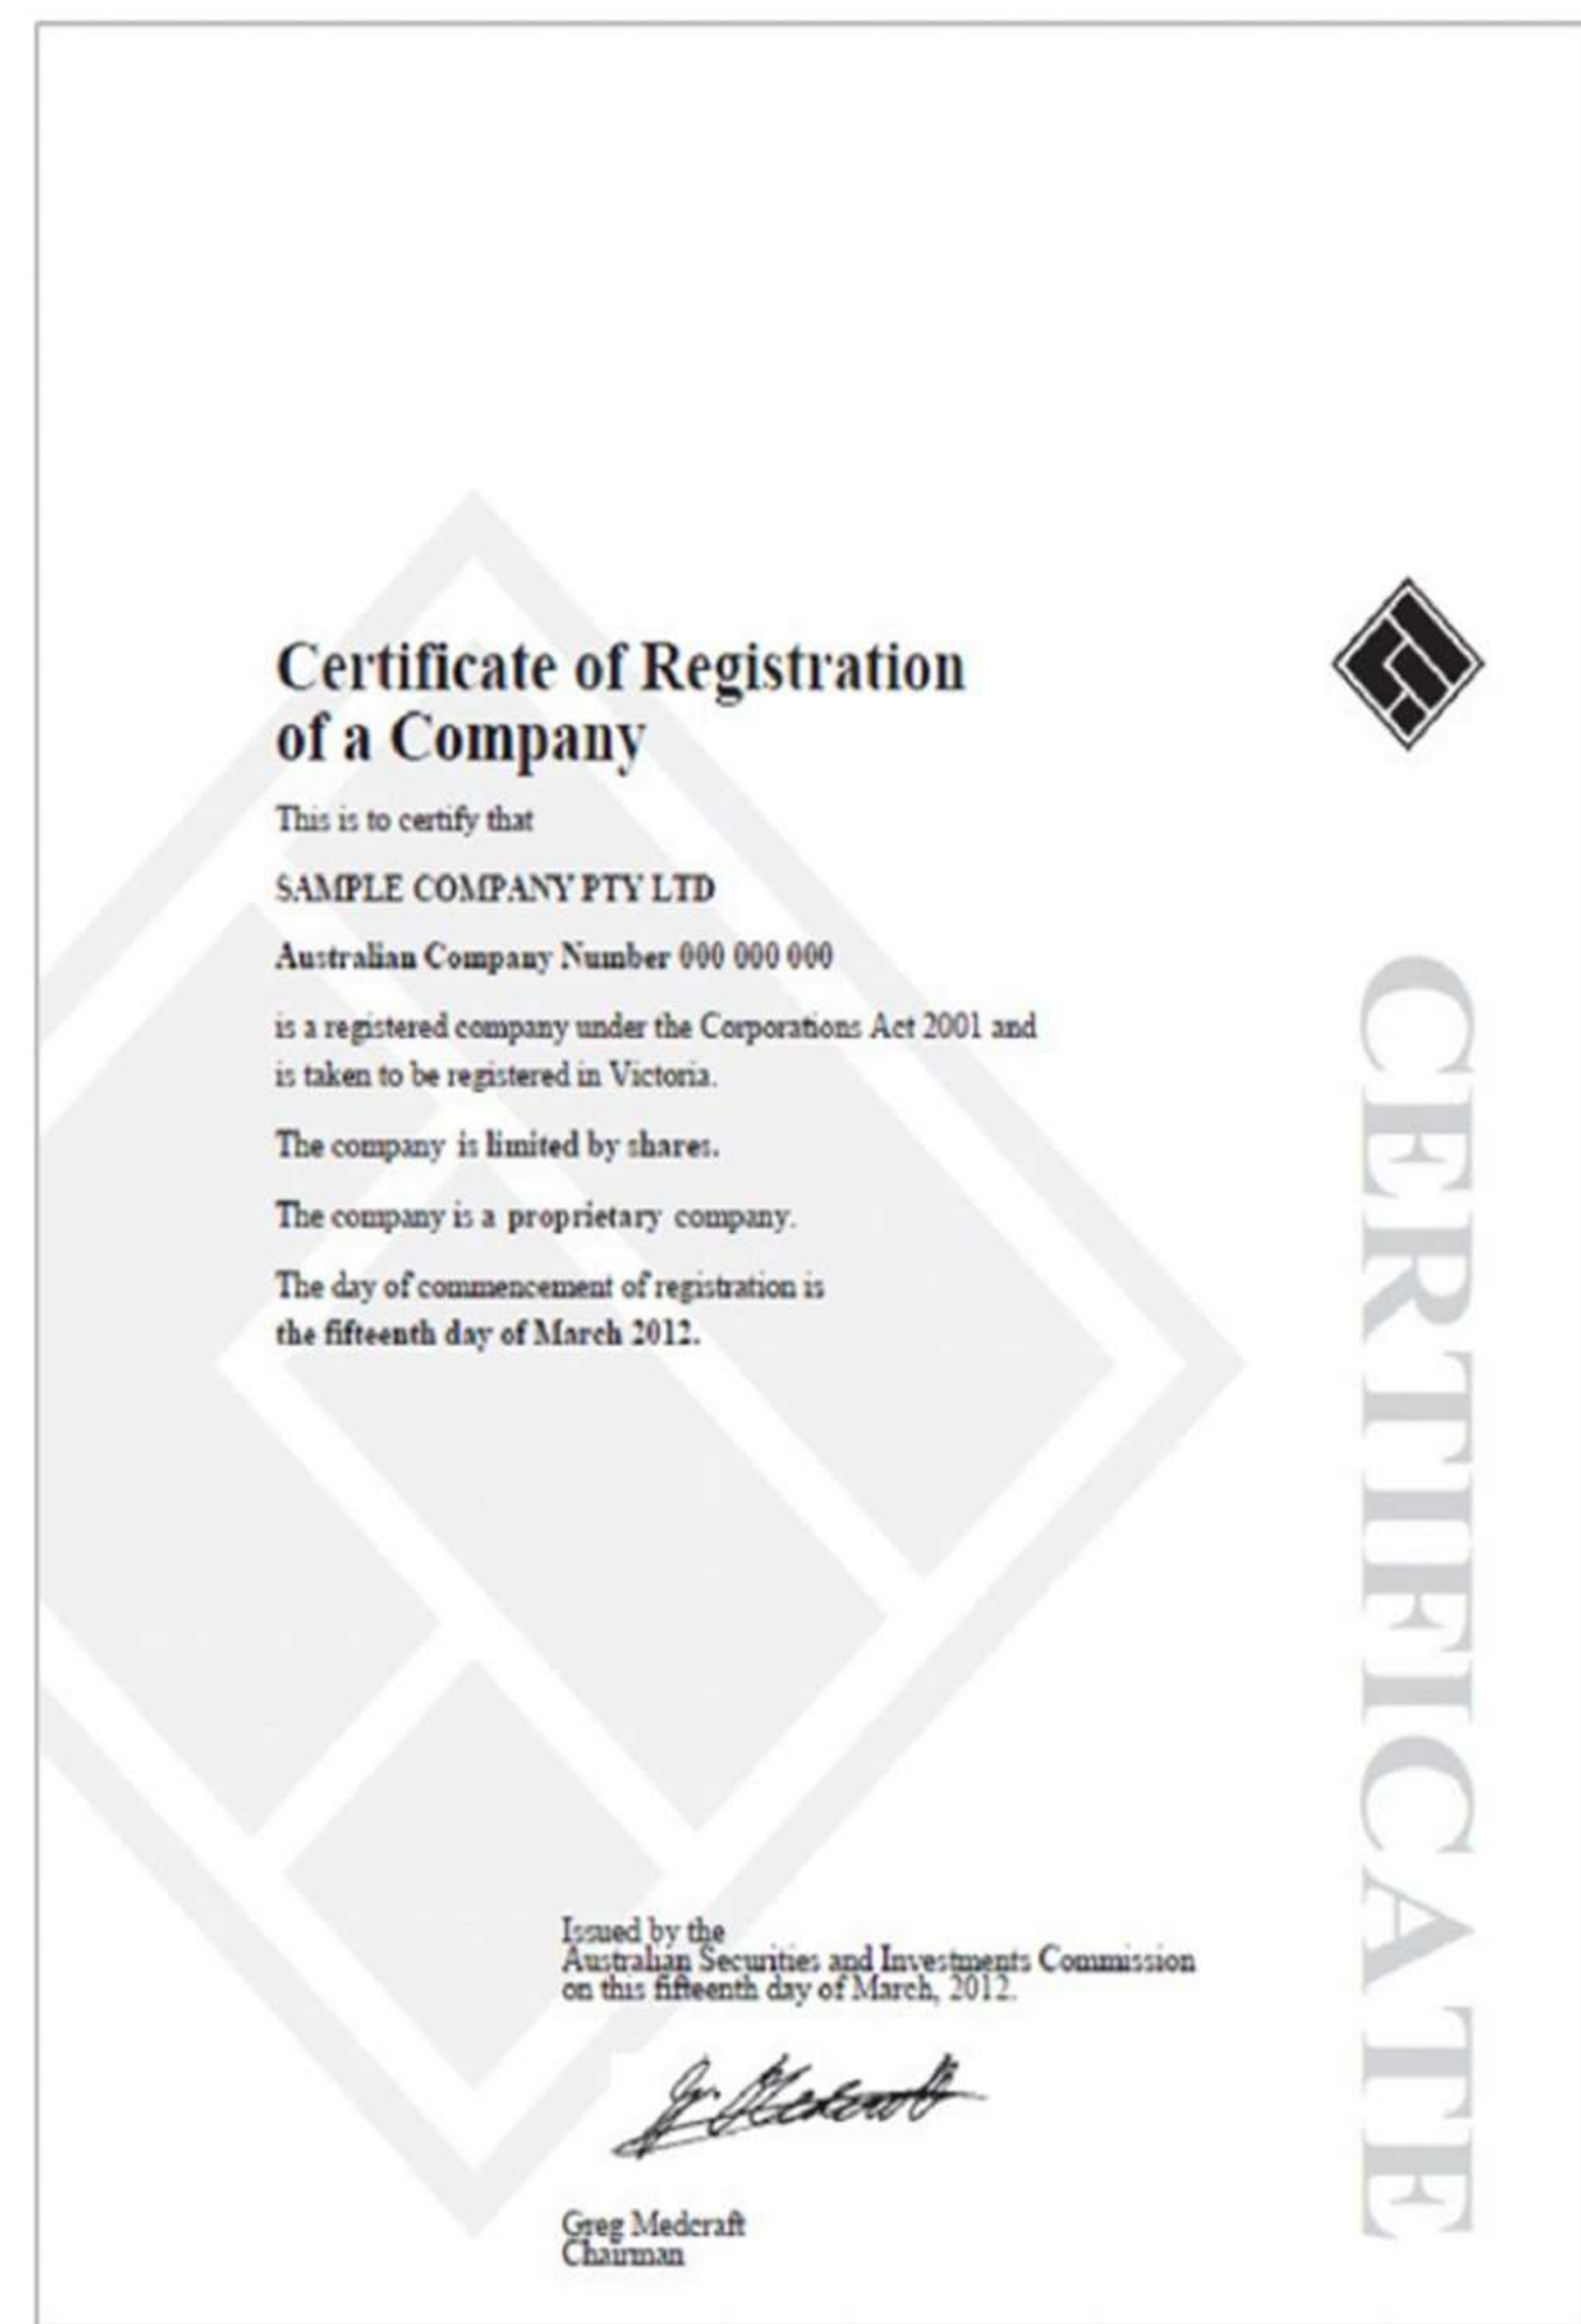 Certificate of Registration
of a Company
This is to certify that
SAMPLE COMPANY PTY LTD
Australian Company Number 000 000 000
is a registered company under the Corporations Act 2001 and
is taken to be registered in Victoria.
The company is limited by shares.
The company is a proprietary company.
The day of commencement of registration is
the fifteenth day of March 2012.
CERTIFICATE
Issued by the
Australian Securities and Investments Commission
on this fifteenth day of March, 2012.
Greg Medcraft
Chairman